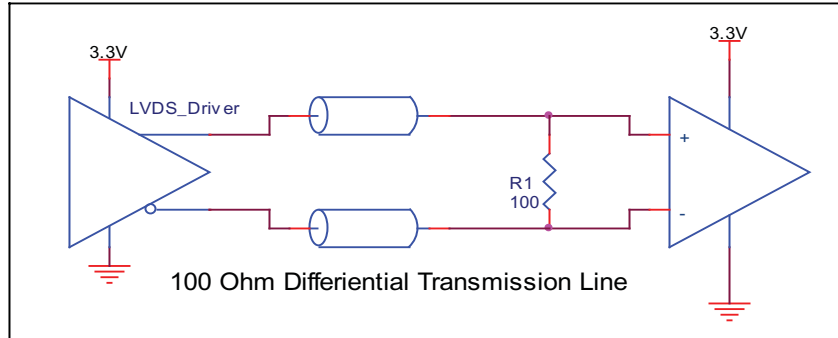 3.3V
3.3V
LVDS_Driver
+
R1
100
-
100 Ohm Differiential Transmission Line